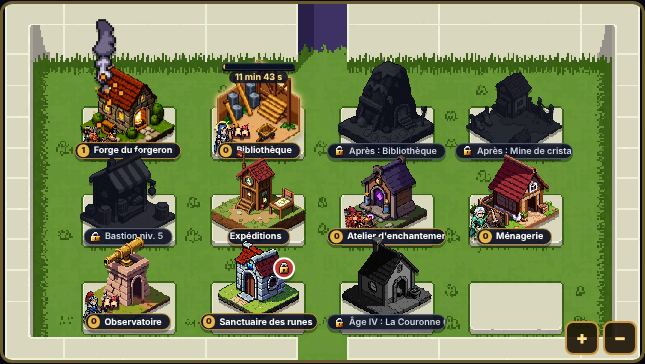 11 min 43 s
1 Forge du forgeron
0 Bibliothèque
Après : Bibliothèque
Après : Mine de crista
Bastion niv. 5
Expéditions
0 Atelier d'enchantemen
0 Ménagerie
0 Observatoire
0 Sanctuaire des runes
Âge IV : La Couronne
+ −